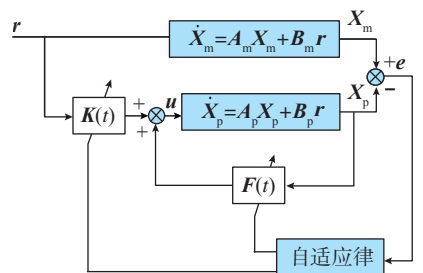 r
Ẋm=AmXm+Bmr
Xm
+
e
−
Xp
K(t)
+
+
u
Ẋp=ApXp+Bpr
F(t)
自适应律